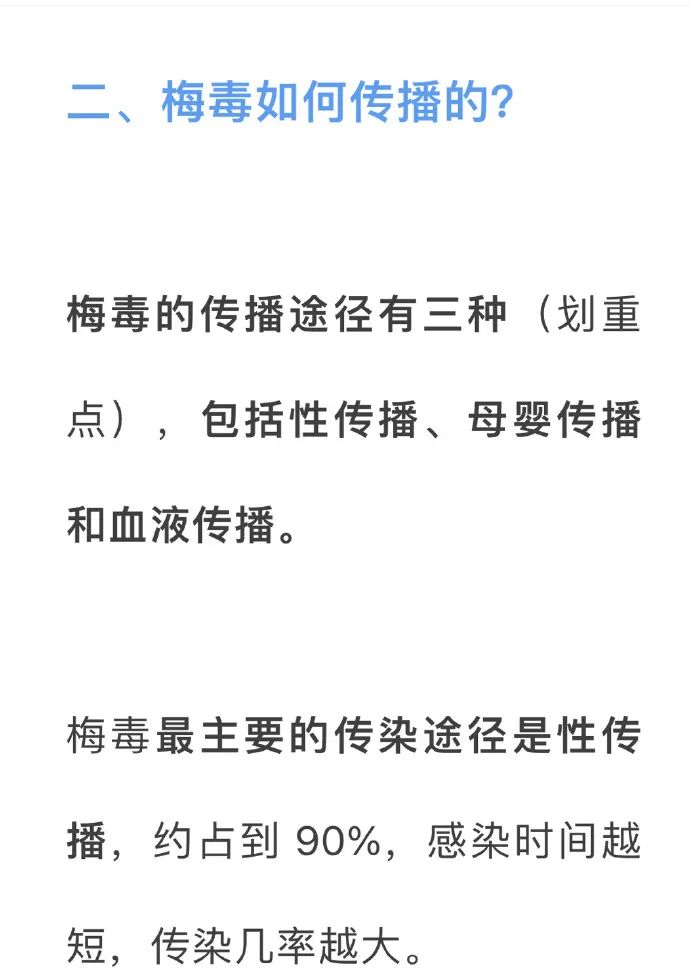 二、梅毒如何传播的?
梅毒的传播途径有三种（划重
点），包括性传播、母婴传播
和血液传播。
梅毒最主要的传染途径是性传
播，约占到 90%，感染时间越
短，传染几率越大。